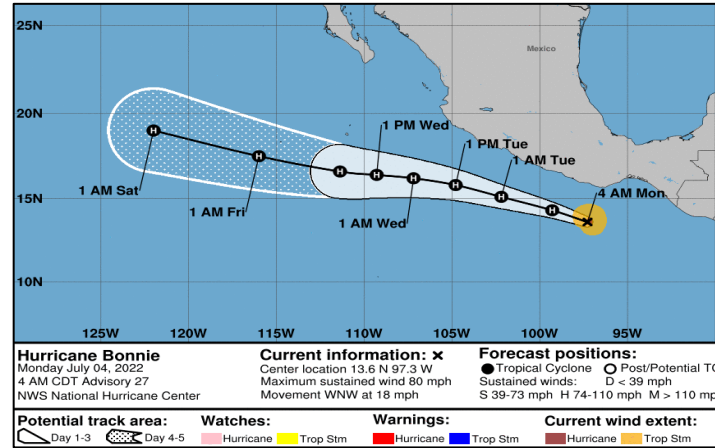 25N
Mexico
20N
1 PM Wed
1 PM Tue
1 AM Tue
4 AM Mon
H H H H H H H H
1 AM Sat
1 AM Fri
1 AM Wed
15N
10N
125W 120W 115W 110W 105W 100W 95W
Hurricane Bonnie
Monday July 04, 2022
4 AM CDT Advisory 27
NWS National Hurricane Center
Current information: ×
Center location 13.6 N 97.3 W
Maximum sustained wind 80 mph
Movement WNW at 18 mph
Forecast positions:
Tropical Cyclone Post/Potential TC
Sustained winds: D < 39 mph
S 39-73 mph H 74-110 mph M > 110 mph
Potential track area:
Day 1-3 Day 4-5
Watches:
Hurricane Trop Stm
Warnings:
Hurricane Trop Stm
Current wind extent:
Hurricane Trop Stm